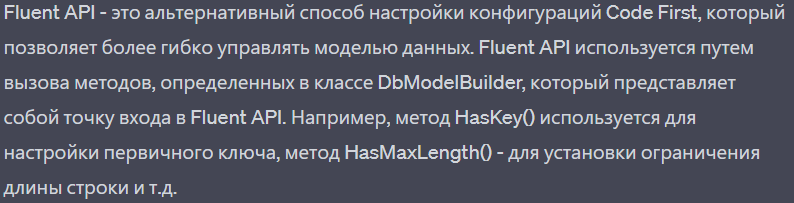 Fluent API - это альтернативный способ настройки конфигураций Code First, который
позволяет более гибко управлять моделью данных. Fluent API используется путем
вызова методов, определенных в классе DbModelBuilder, который представляет
собой точку входа в Fluent API. Например, метод HasKey() используется для
настройки первичного ключа, метод HasMaxLength() - для установки ограничения
длины строки и т.д.